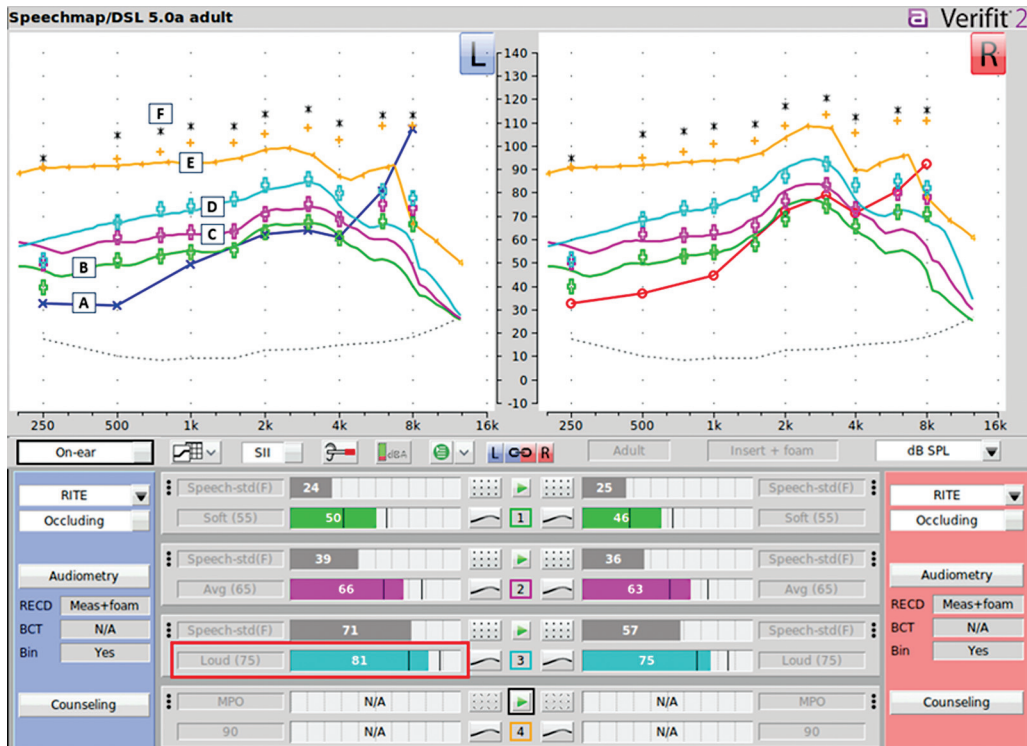 Speechmap/DSL 5.0a adult
a Verifit 2
L
R
140
130
120
110
100
90
80
70
60
50
40
30
20
10
0
-10
F
E
D
C
B
A
250 500 1k 2k 4k 8k 16k
250 500 1k 2k 4k 8k 16k
On-ear SII dBA L R Adult Insert + foam dB SPL
RITE
Occluding
Audiometry
RECD Meas+foam
BCT N/A
Bin Yes
Counseling
Speech-std(F) 24 25 Speech-std(F)
Soft (55) 50 1 46 Soft (55)
Speech-std(F) 39 36 Speech-std(F)
Avg (65) 66 2 63 Avg (65)
Speech-std(F) 71 57 Speech-std(F)
Loud (75) 81 3 75 Loud (75)
MPO N/A N/A MPO
90 N/A 4 N/A 90
RITE
Occluding
Audiometry
RECD Meas+foam
BCT N/A
Bin Yes
Counseling